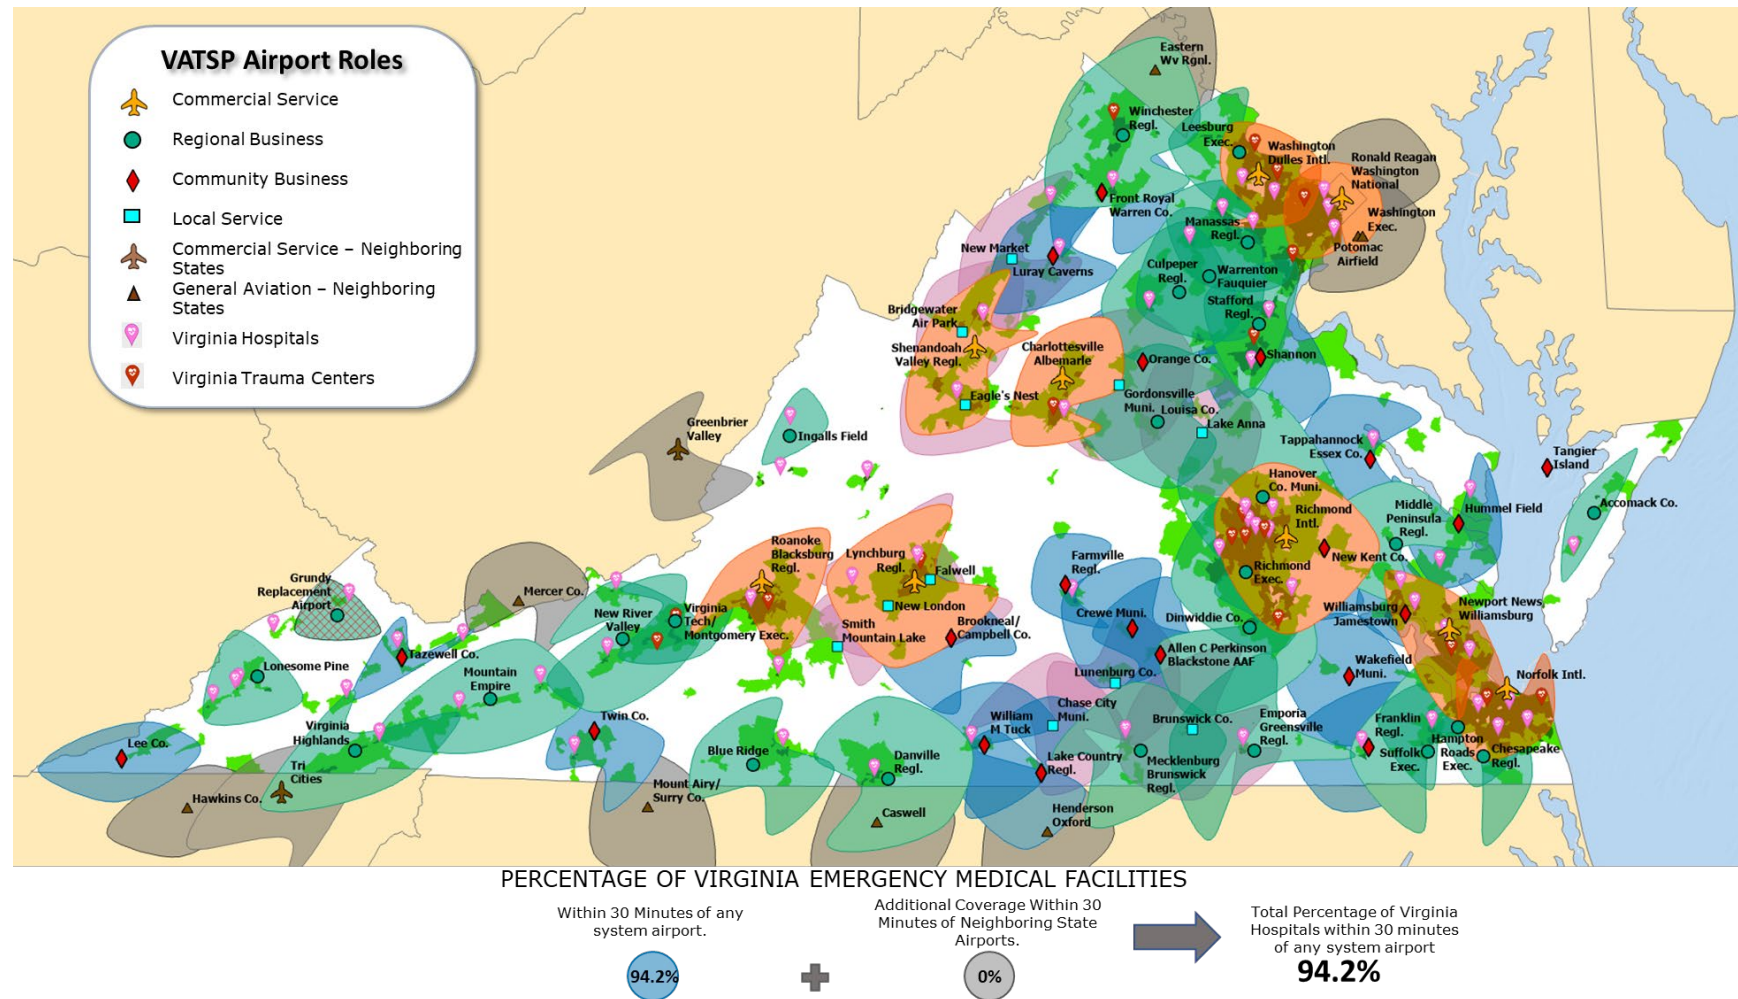 VATSP Airport Roles
Commercial Service
Regional Business
Community Business
Local Service
Commercial Service – Neighboring
States
General Aviation – Neighboring
States
Virginia Hospitals
Virginia Trauma Centers
Eastern
Wv Rgnl.
Winchester
Regl.
Leesburg
Exec.
Washington
Dulles Intl.
Ronald Reagan
Washington
National
Front Royal
Warren Co.
Washington
Exec.
Manassas
Regl.
Potomac
Airfield
New Market
Luray Caverns
Culpeper
Regl.
Warrenton
Fauquier
Stafford
Regl.
Bridgewater
Air Park
Shenandoah
Valley Regl.
Charlottesville
Albemarle
Orange Co.
Shannon
Eagle's Nest
Gordonsville
Muni.
Louisa Co.
Lake Anna
Greenbrier
Valley
Ingalls Field
Tappahannock
Essex Co.
Tangier
Island
Hanover
Co. Muni.
Richmond
Intl.
Middle
Peninsula
Regl.
Hummel Field
Accomack Co.
New Kent Co.
Roanoke
Blacksburg
Regl.
Lynchburg
Regl.
Falwell
Farmville
Regl.
Richmond
Exec.
Grundy
Replacement
Airport
Mercer Co.
New River
Valley
Virginia
Tech/
Montgomery Exec.
New London
Smith
Mountain Lake
Brookneal/
Campbell Co.
Crewe Muni.
Dinwiddie Co.
Williamsburg
Jamestown
Newport News
Williamsburg
Tazewell Co.
Lonesome Pine
Mountain
Empire
Allen C Perkinson
Blackstone AAF
Wakefield
Muni.
Lunenburg Co.
Norfolk Intl.
Virginia
Highlands
Twin Co.
William
M Tuck
Chase City
Muni.
Brunswick Co.
Emporia
Greensville
Regl.
Franklin
Regl.
Hampton
Roads
Exec.
Suffolk
Exec.
Chesapeake
Regl.
Lee Co.
Blue Ridge
Danville
Regl.
Lake Country
Regl.
Mecklenburg
Brunswick
Regl.
Tri
Cities
Hawkins Co.
Mount Airy/
Surry Co.
Caswell
Henderson
Oxford
PERCENTAGE OF VIRGINIA EMERGENCY MEDICAL FACILITIES
Within 30 Minutes of any
system airport.
94.2%
Additional Coverage Within 30
Minutes of Neighboring State
Airports.
0%
Total Percentage of Virginia
Hospitals within 30 minutes
of any system airport
94.2%